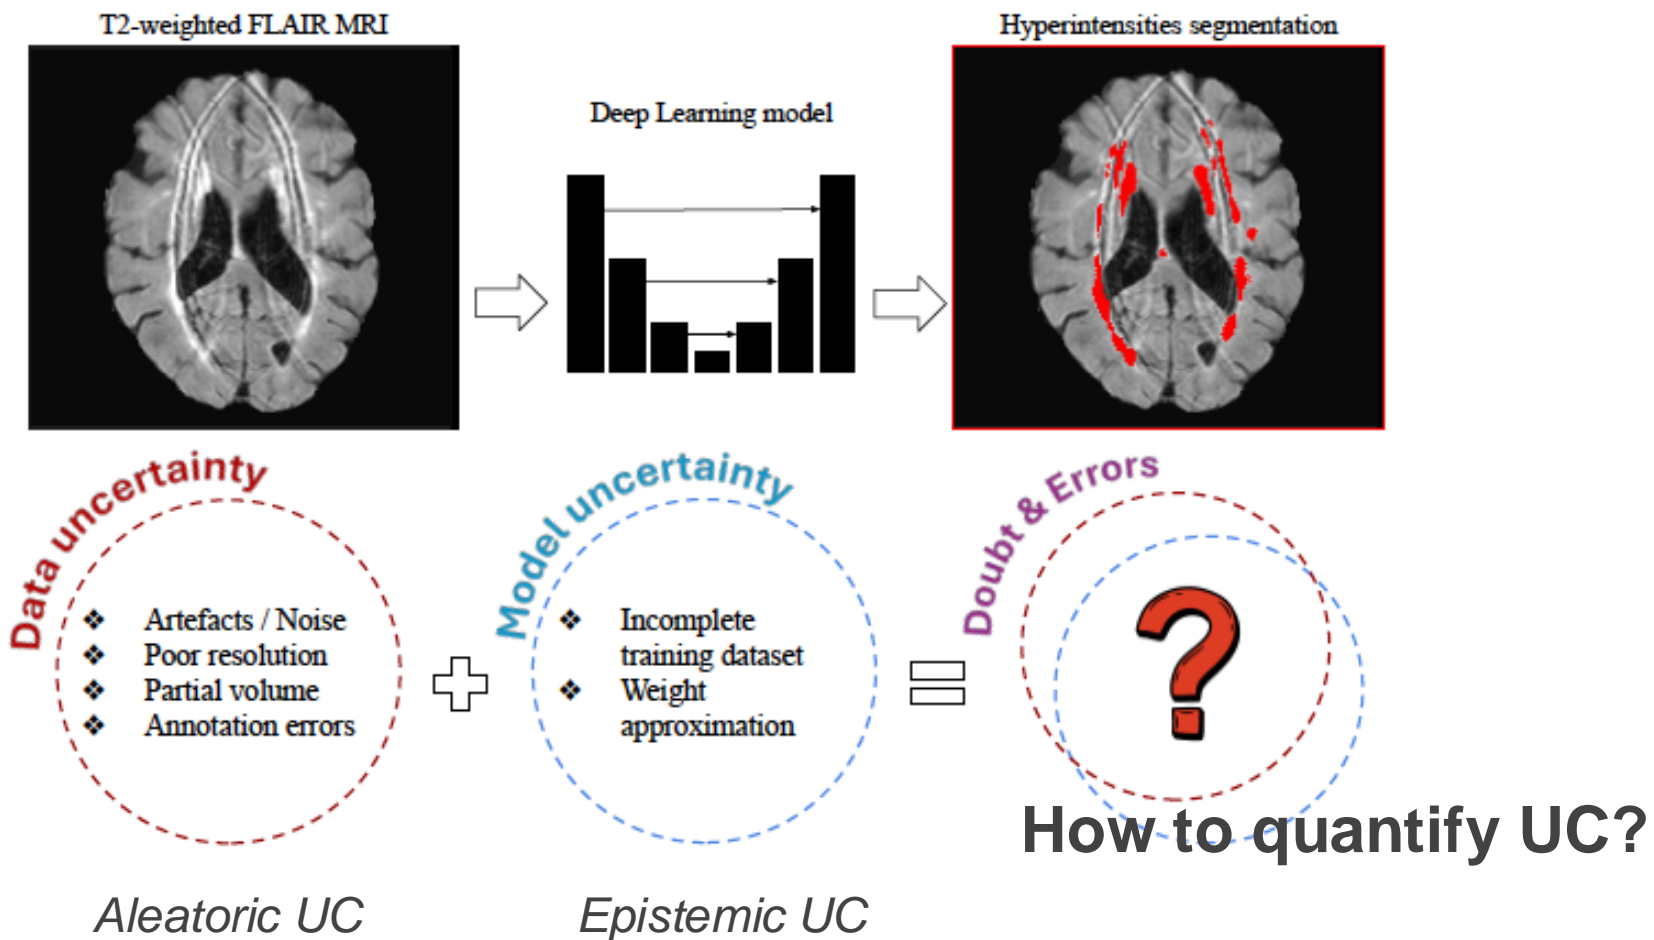 T2-weighted FLAIR MRI
Deep Learning model
Hyperintensities segmentation
Data uncertainty
❖ Artefacts / Noise
❖ Poor resolution
❖ Partial volume
❖ Annotation errors
Model uncertainty
❖ Incomplete
training dataset
❖ Weight
approximation
Doubt & Errors
?
How to quantify UC?
Aleatoric UC
Epistemic UC